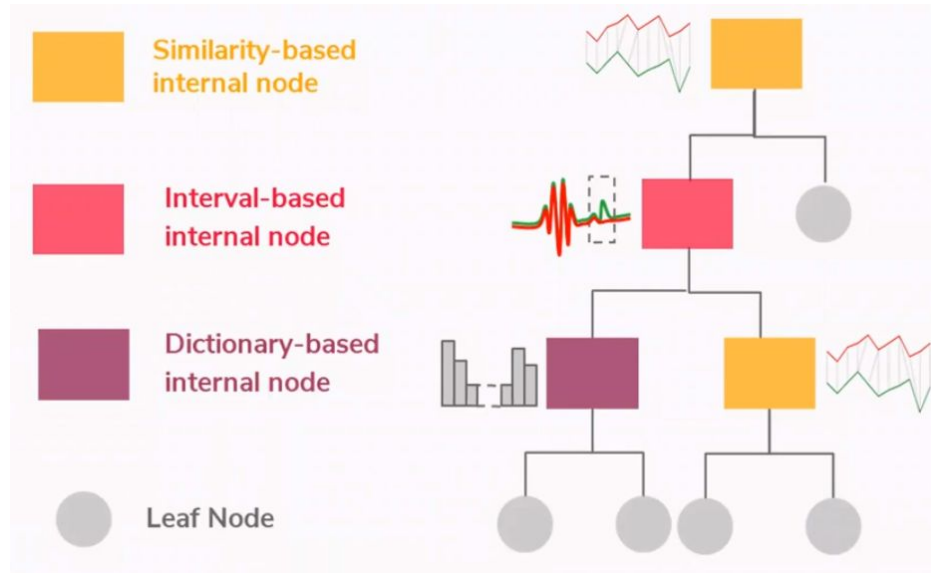 Similarity-based
internal node
Interval-based
internal node
Dictionary-based
internal node
Leaf Node